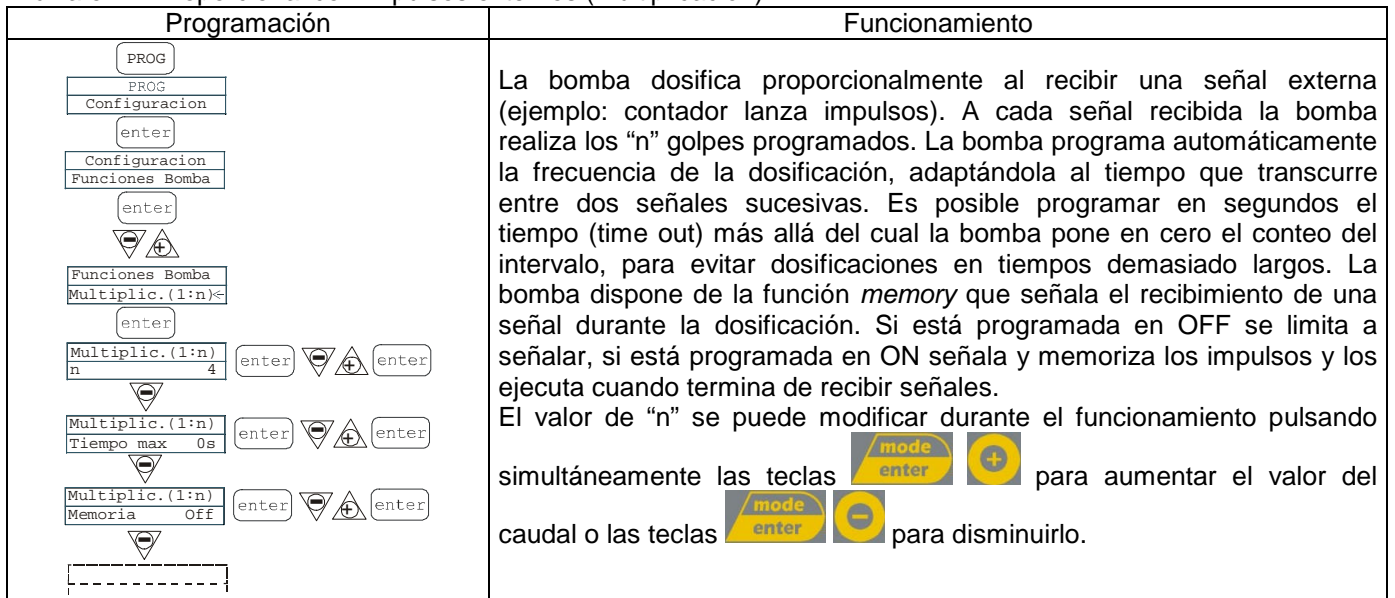 Programación
Funcionamiento
PROG
PROG
Configuracion
enter
Configuracion
Funciones Bomba
enter
Funciones Bomba
Multiplic.(1:n)<
enter
Multiplic.(1:n)
n 4
enter
enter
Multiplic.(1:n)
Tiempo max 0s
enter
enter
Multiplic.(1:n)
Memoria Off
enter
enter
La bomba dosifica proporcionalmente al recibir una señal externa
(ejemplo: contador lanza impulsos). A cada señal recibida la bomba
realiza los “n” golpes programados. La bomba programa automáticamente
la frecuencia de la dosificación, adaptándola al tiempo que transcurre
entre dos señales sucesivas. Es posible programar en segundos el
tiempo (time out) más allá del cual la bomba pone en cero el conteo del
intervalo, para evitar dosificaciones en tiempos demasiado largos. La
bomba dispone de la función memory que señala el recibimiento de una
señal durante la dosificación. Si está programada en OFF se limita a
señalar, si está programada en ON señala y memoriza los impulsos y los
ejecuta cuando termina de recibir señales.
El valor de “n” se puede modificar durante el funcionamiento pulsando
simultáneamente las teclas mode enter + para aumentar el valor del
caudal o las teclas mode enter - para disminuirlo.